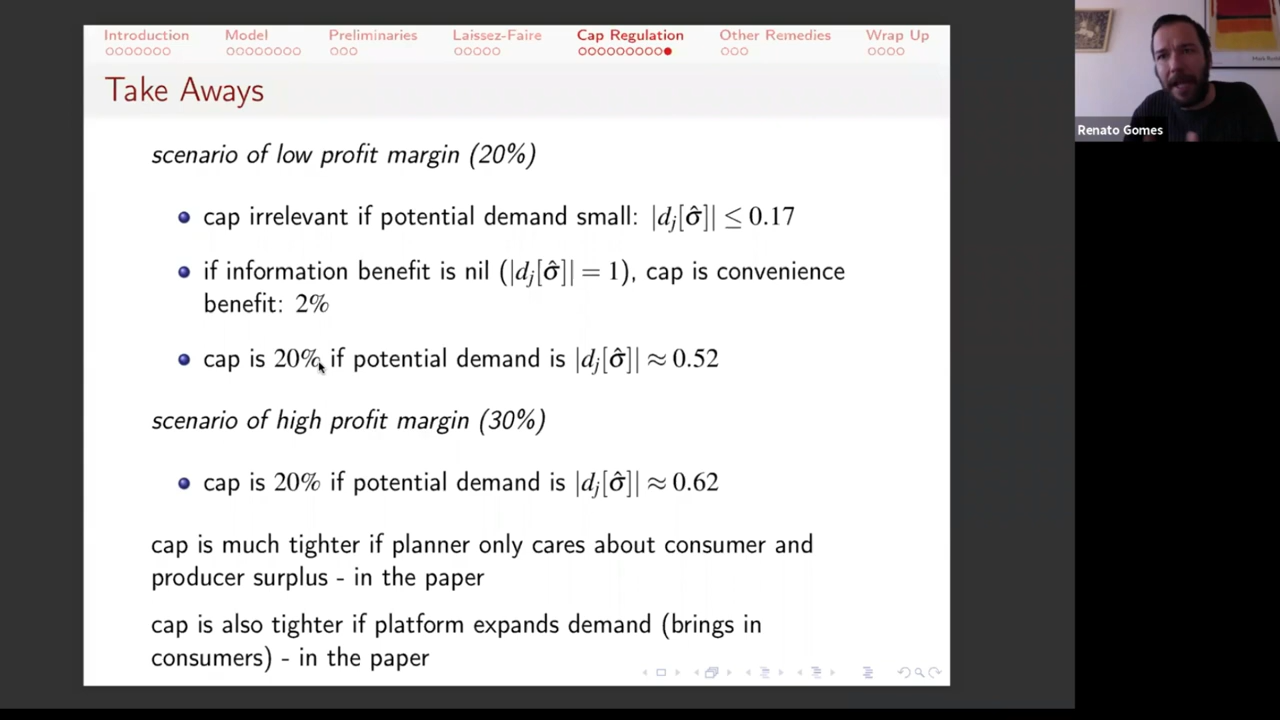 Introduction Model Preliminaries Laissez-Faire Cap Regulation Other Remedies Wrap Up
Take Aways
scenario of low profit margin (20%)
cap irrelevant if potential demand small: |d_j[σ̂]| ≤ 0.17
if information benefit is nil (|d_j[σ̂]| = 1), cap is convenience
benefit: 2%
cap is 20% if potential demand is |d_j[σ̂]| ≈ 0.52
scenario of high profit margin (30%)
cap is 20% if potential demand is |d_j[σ̂]| ≈ 0.62
cap is much tighter if planner only cares about consumer and
producer surplus - in the paper
cap is also tighter if platform expands demand (brings in
consumers) - in the paper
Renato Gomes